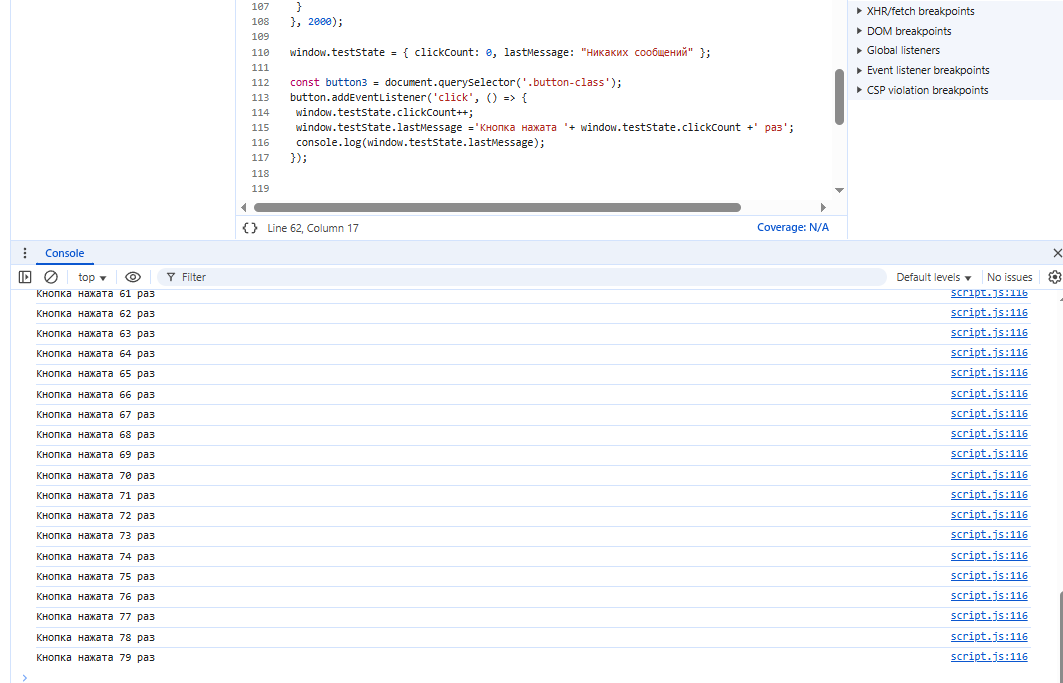 107 }
108 }, 2000);
109
110 window.testState = { clickCount: 0, lastMessage: "Никаких сообщений" };
111
112 const button3 = document.querySelector('.button-class');
113 button.addEventListener('click', () => {
114 window.testState.clickCount++;
115 window.testState.lastMessage ='Кнопка нажата '+ window.testState.clickCount +' раз';
116 console.log(window.testState.lastMessage);
117 });
118
119
XHR/fetch breakpoints
DOM breakpoints
Global listeners
Event listener breakpoints
CSP violation breakpoints
{} Line 62, Column 17 Coverage: N/A
Console
top Filter Default levels No issues
Кнопка нажата 61 раз script.js:116
Кнопка нажата 62 раз script.js:116
Кнопка нажата 63 раз script.js:116
Кнопка нажата 64 раз script.js:116
Кнопка нажата 65 раз script.js:116
Кнопка нажата 66 раз script.js:116
Кнопка нажата 67 раз script.js:116
Кнопка нажата 68 раз script.js:116
Кнопка нажата 69 раз script.js:116
Кнопка нажата 70 раз script.js:116
Кнопка нажата 71 раз script.js:116
Кнопка нажата 72 раз script.js:116
Кнопка нажата 73 раз script.js:116
Кнопка нажата 74 раз script.js:116
Кнопка нажата 75 раз script.js:116
Кнопка нажата 76 раз script.js:116
Кнопка нажата 77 раз script.js:116
Кнопка нажата 78 раз script.js:116
Кнопка нажата 79 раз script.js:116